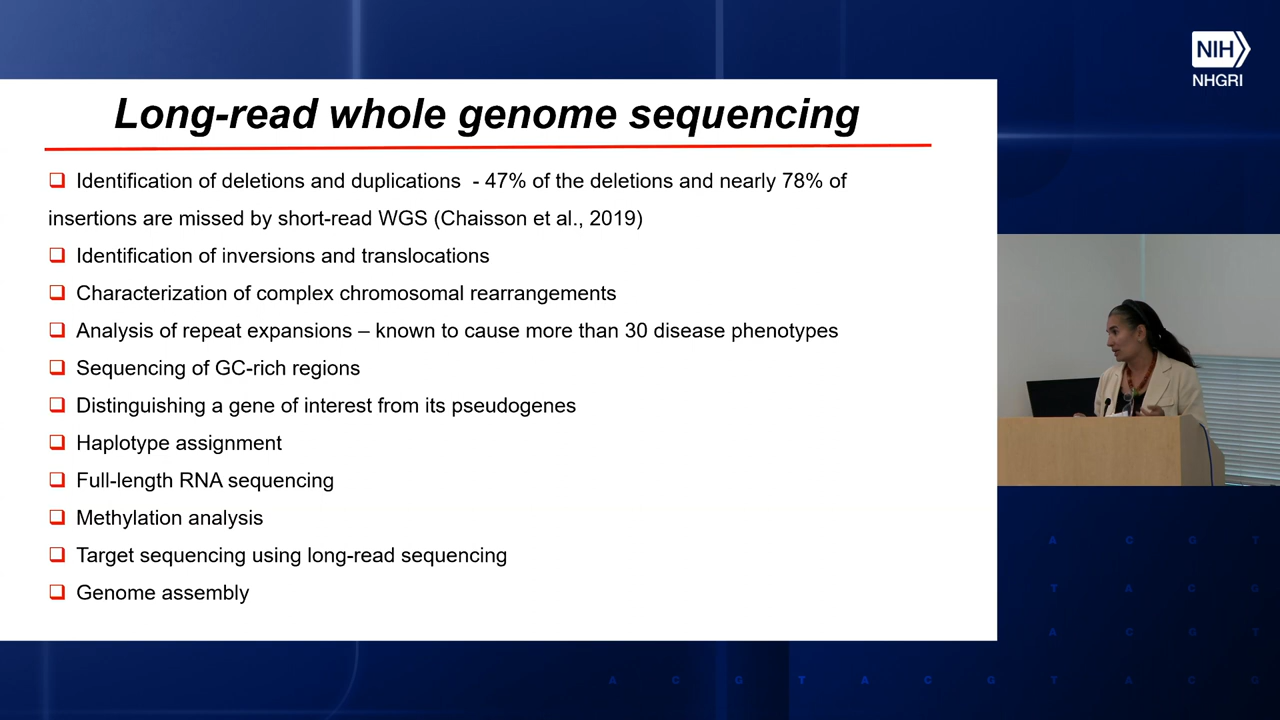 NIH
NHGRI
Long-read whole genome sequencing
❑ Identification of deletions and duplications - 47% of the deletions and nearly 78% of
insertions are missed by short-read WGS (Chaisson et al., 2019)
❑ Identification of inversions and translocations
❑ Characterization of complex chromosomal rearrangements
❑ Analysis of repeat expansions – known to cause more than 30 disease phenotypes
❑ Sequencing of GC-rich regions
❑ Distinguishing a gene of interest from its pseudogenes
❑ Haplotype assignment
❑ Full-length RNA sequencing
❑ Methylation analysis
❑ Target sequencing using long-read sequencing
❑ Genome assembly
A C G T
T A C G
A C G T
A C G T A C G T A C G